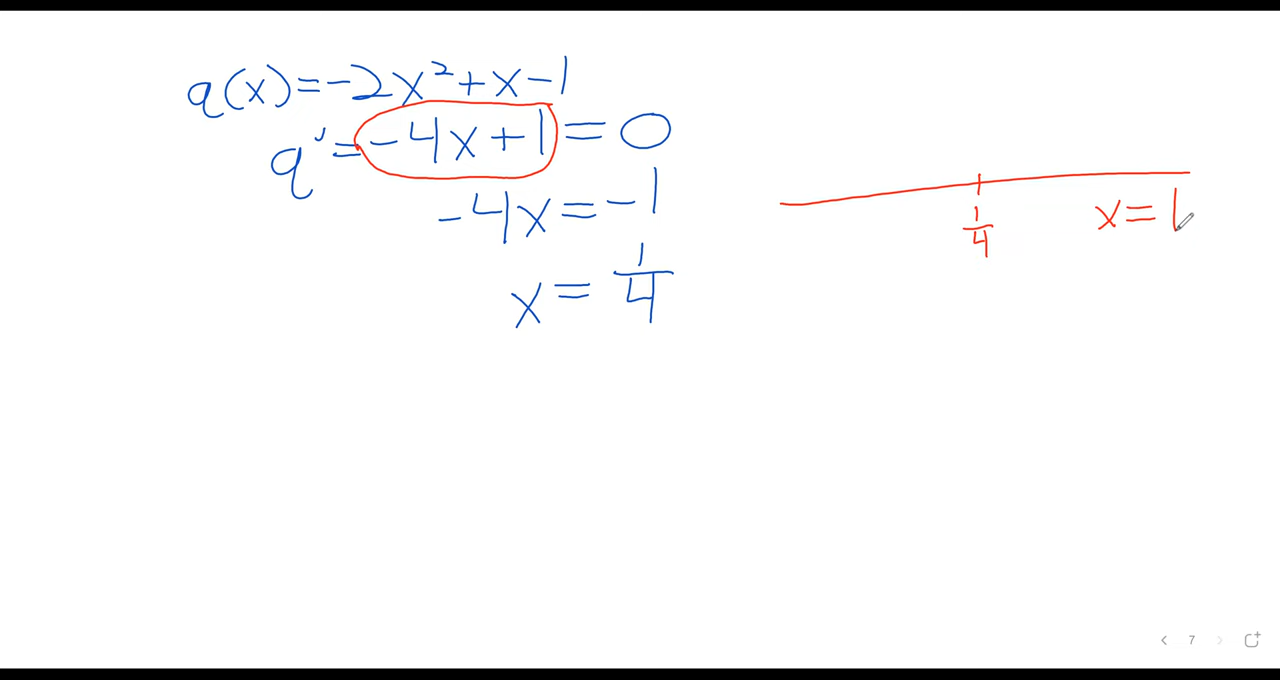 q(x)=-2x²+x-1
q'=-4x+1=0
-4x=-1
x=1/4
1/4 x=1
7